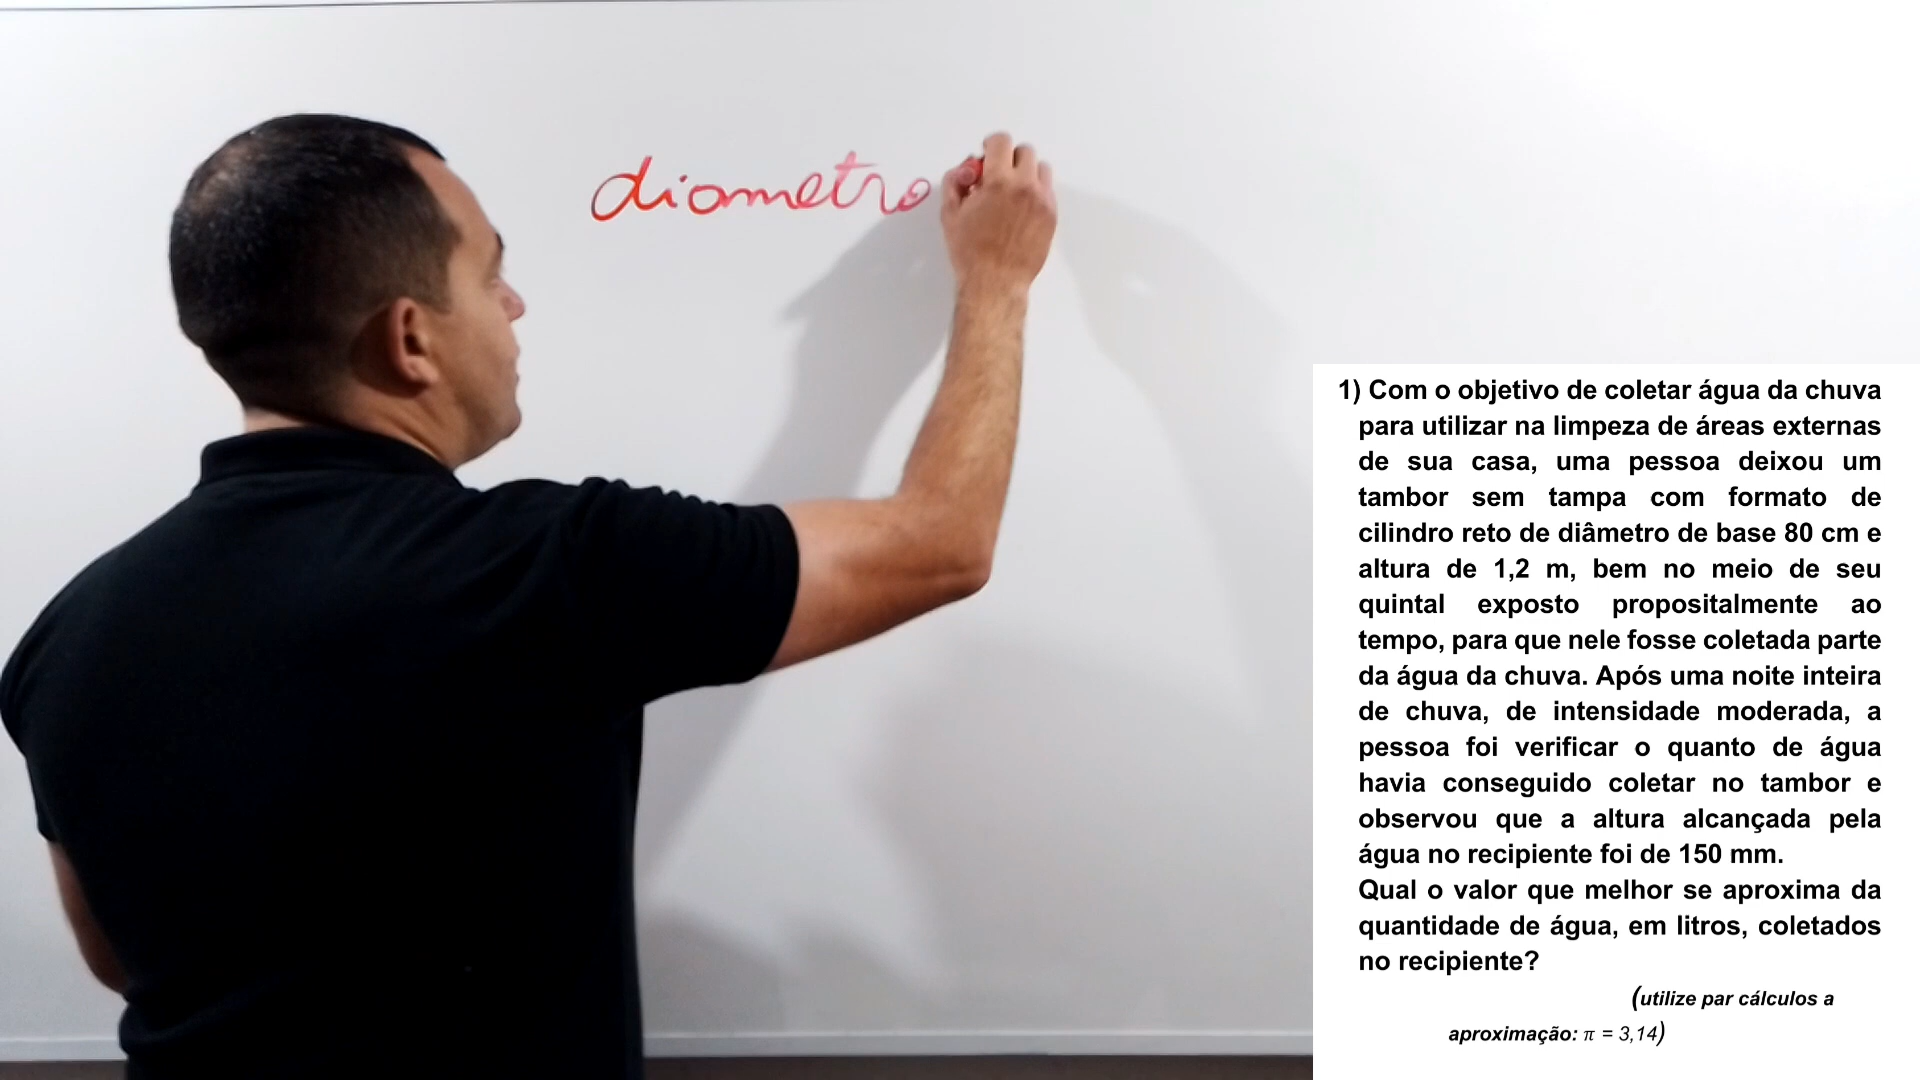 diametro
1) Com o objetivo de coletar água da chuva
para utilizar na limpeza de áreas externas
de sua casa, uma pessoa deixou um
tambor sem tampa com formato de
cilindro reto de diâmetro de base 80 cm e
altura de 1,2 m, bem no meio de seu
quintal exposto propositalmente ao
tempo, para que nele fosse coletada parte
da água da chuva. Após uma noite inteira
de chuva, de intensidade moderada, a
pessoa foi verificar o quanto de água
havia conseguido coletar no tambor e
observou que a altura alcançada pela
água no recipiente foi de 150 mm.
Qual o valor que melhor se aproxima da
quantidade de água, em litros, coletados
no recipiente?
(utilize par cálculos a
aproximação: π = 3,14)